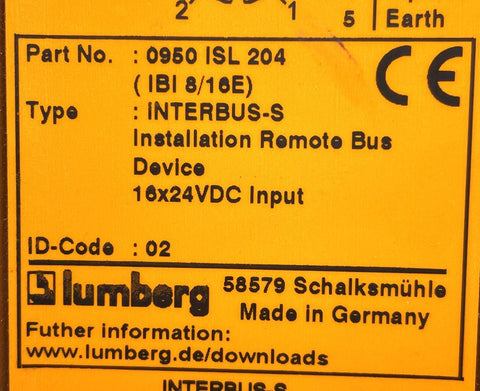 2 1 5 Earth
Part No. : 0950 ISL 204
( IBI 8/16E)
Type : INTERBUS-S
Installation Remote Bus
Device
16x24VDC Input
ID-Code : 02
lumberg 58579 Schalksmühle
Made in Germany
Futher information:
www.lumberg.de/downloads
INTERBUS-S